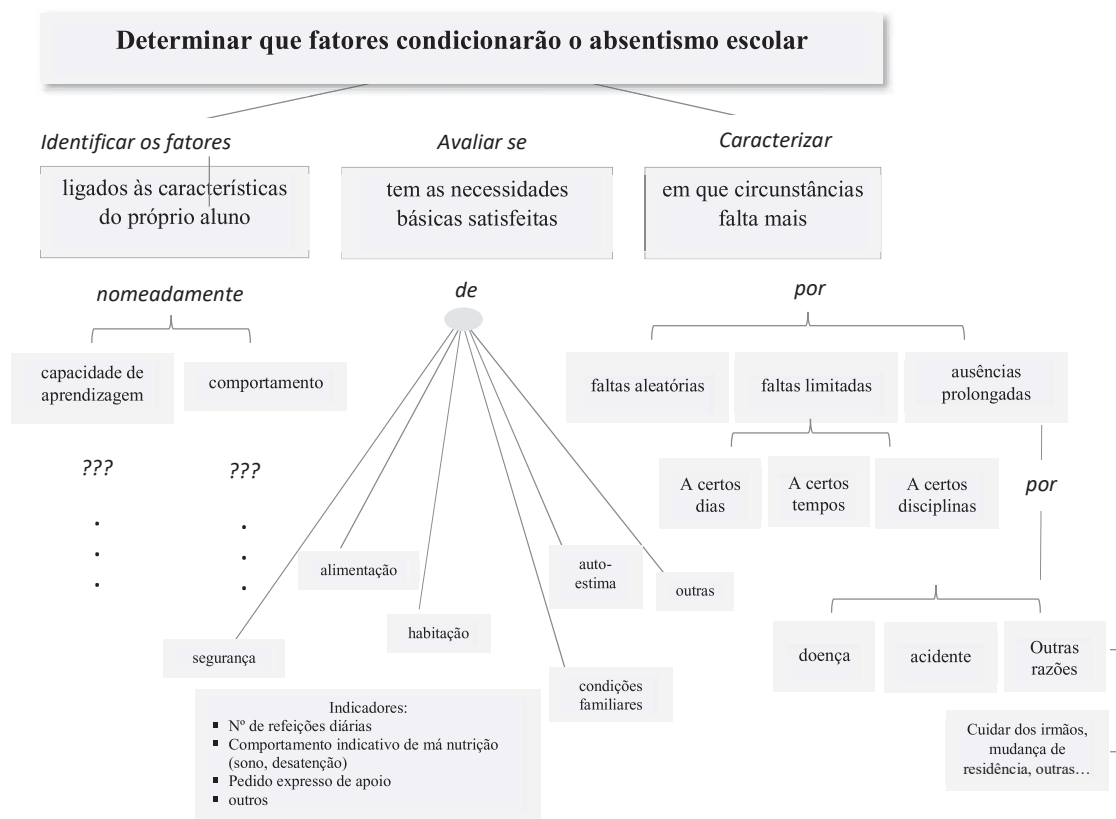 Determinar que fatores condicionarão o absentismo escolar
Identificar os fatores
Avaliar se
Caracterizar
ligados às características
do próprio aluno
tem as necessidades
básicas satisfeitas
em que circunstâncias
falta mais
nomeadamente
de
por
capacidade de
aprendizagem
comportamento
faltas aleatórias
faltas limitadas
ausências
prolongadas
???
???
A certos
dias
A certos
tempos
A certos
disciplinas
por
alimentação
auto-
estima
outras
habitação
segurança
condições
familiares
doença
acidente
Outras
razões
Indicadores:
▪ Nº de refeições diárias
▪ Comportamento indicativo de má nutrição
(sono, desatenção)
▪ Pedido expresso de apoio
▪ outros
Cuidar dos irmãos,
mudança de
residência, outras…